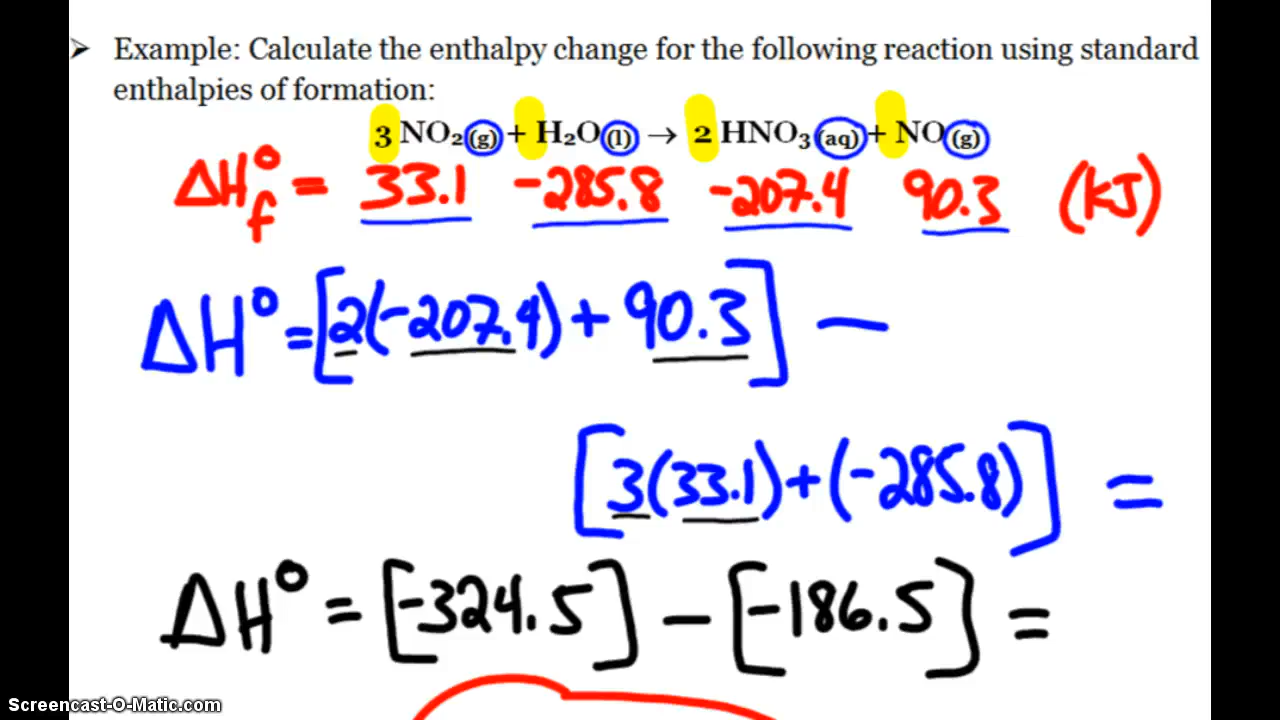 ➤ Example: Calculate the enthalpy change for the following reaction using standard
enthalpies of formation:
3 NO₂(g) + H₂O(l) → 2 HNO₃(aq) + NO(g)
ΔH°f = 33.1 -285.8 -207.4 90.3 (kJ)
ΔH° = [2(-207.4) + 90.3] -
[3(33.1) + (-285.8)] =
ΔH° = [-324.5] - [-186.5] =
Screencast-O-Matic.com